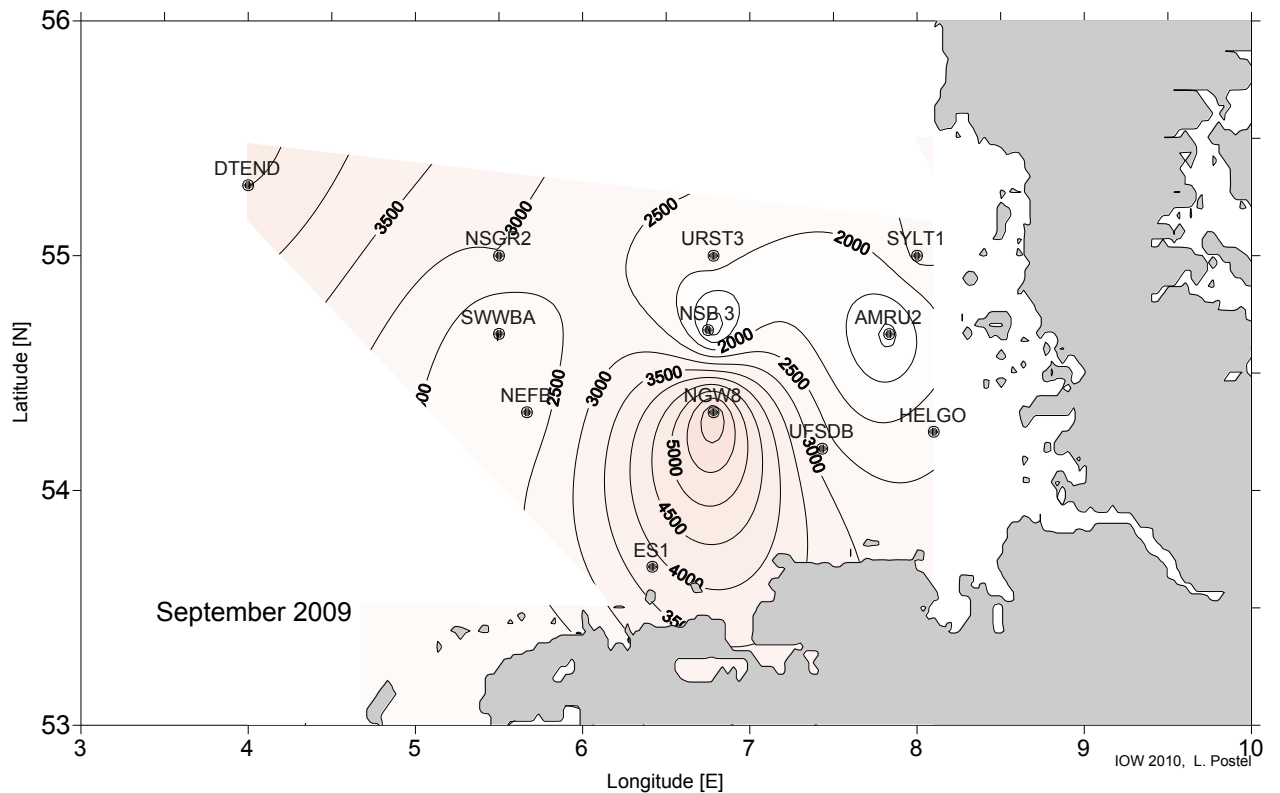 56
DTEND
3500
3000
2500
NSGR2
URST3
2000
SYLT1
55
SWWBA
NSB 3
AMRU2
2000
2500
3500
3000
2500
00
NEFB
NGW8
HELGO
UFSDB
3000
5000
54
4500
ES1
4000
September 2009
350
53
3 4 5 6 7 8 9 10
IOW 2010, L. Postel
Longitude [E]
Latitude [N]